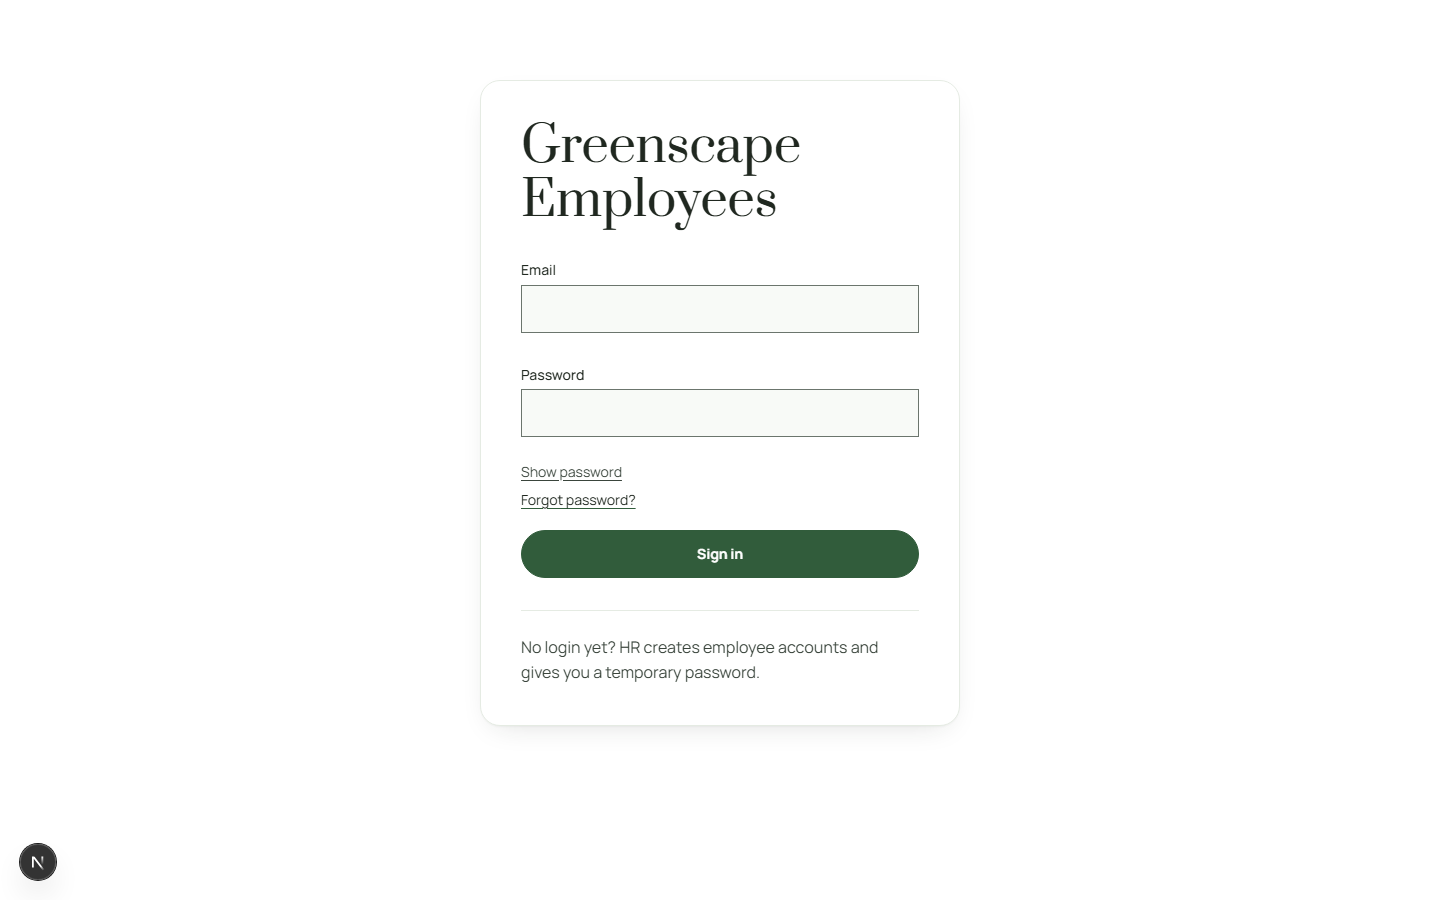 Greenscape
Employees
Email
Password
Show password
Forgot password?
Sign in
No login yet? HR creates employee accounts and
gives you a temporary password.
N